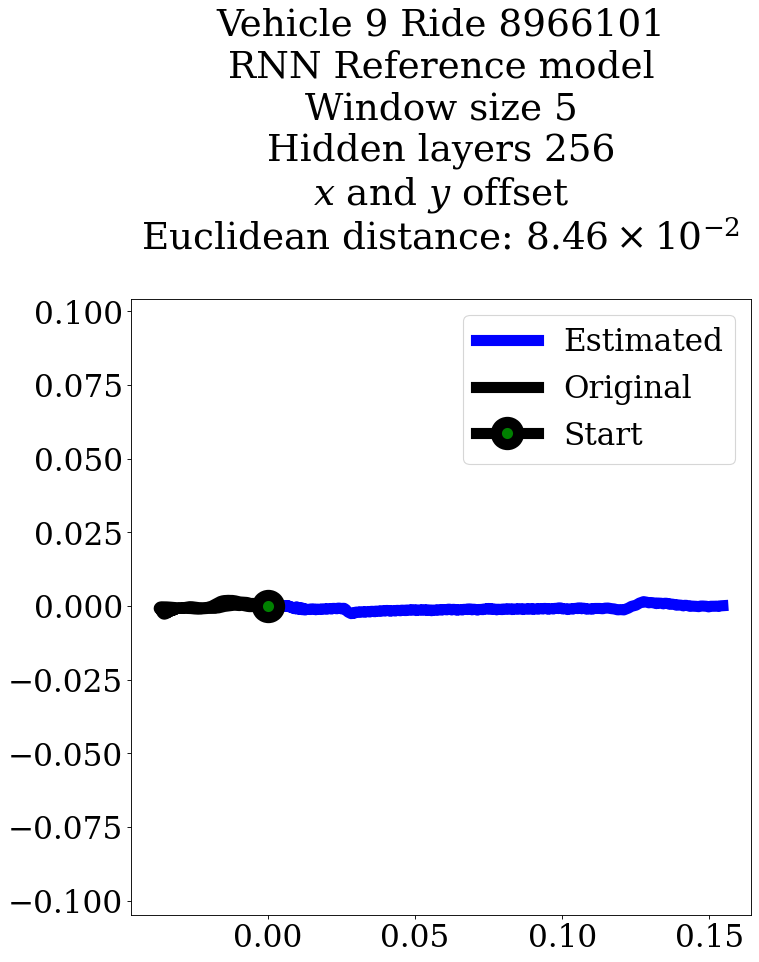 Vehicle 9 Ride 8966101
RNN Reference model
Window size 5
Hidden layers 256
x and y offset
Euclidean distance: 8.46 × 10⁻²
Estimated
Original
Start
0.100
0.075
0.050
0.025
0.000
−0.025
−0.050
−0.075
−0.100
0.00 0.05 0.10 0.15